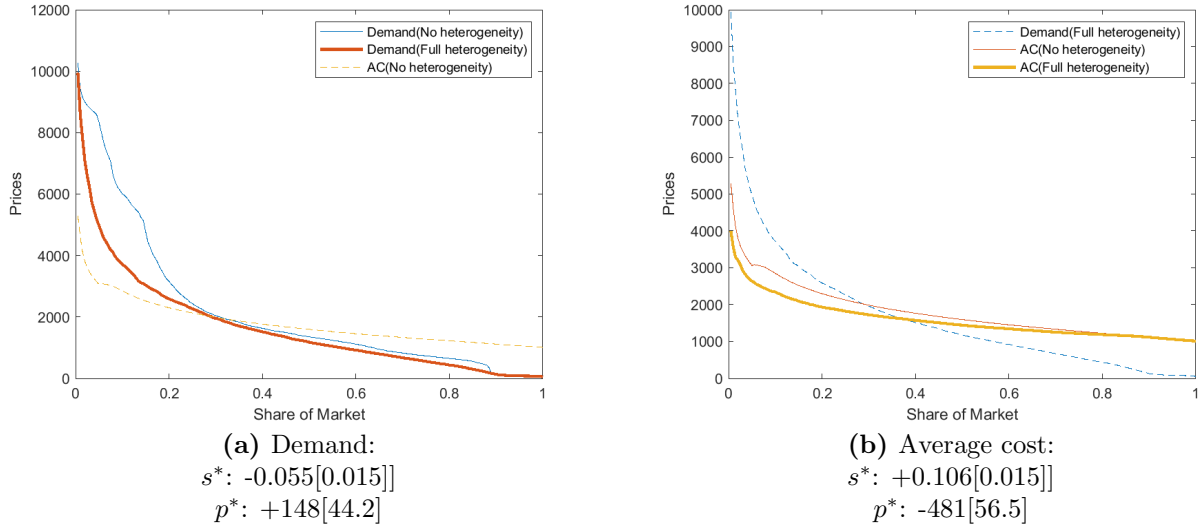 12000
10000
8000
6000
4000
2000
0
Prices
Demand(No heterogeneity)
Demand(Full heterogeneity)
AC(No heterogeneity)
0 0.2 0.4 0.6 0.8 1
Share of Market
(a) Demand:
s*: -0.055[0.015]]
p*: +148[44.2]
10000
9000
8000
7000
6000
5000
4000
3000
2000
1000
0
Prices
Demand(Full heterogeneity)
AC(No heterogeneity)
AC(Full heterogeneity)
0 0.2 0.4 0.6 0.8 1
Share of Market
(b) Average cost:
s*: +0.106[0.015]]
p*: -481[56.5]